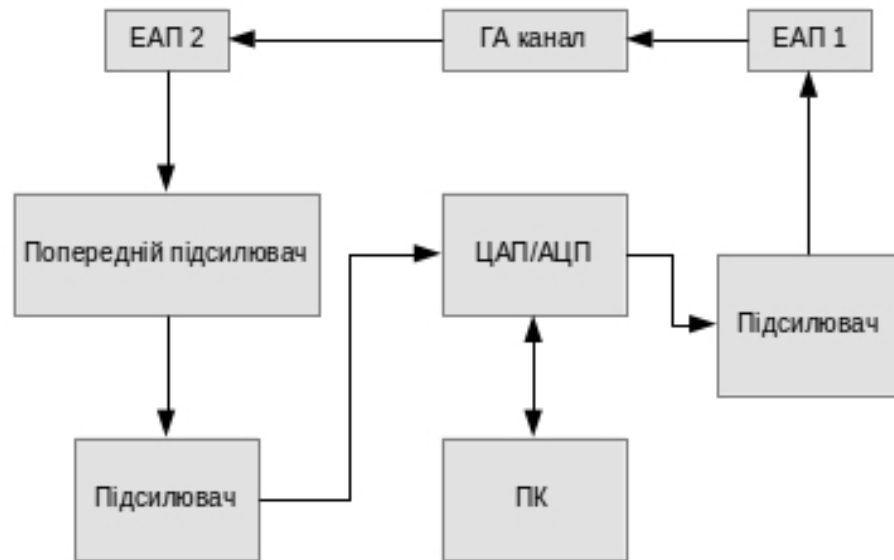 ЕАП 2
ГА канал
ЕАП 1
Попередній підсилювач
ЦАП/АЦП
Підсилювач
Підсилювач
ПК